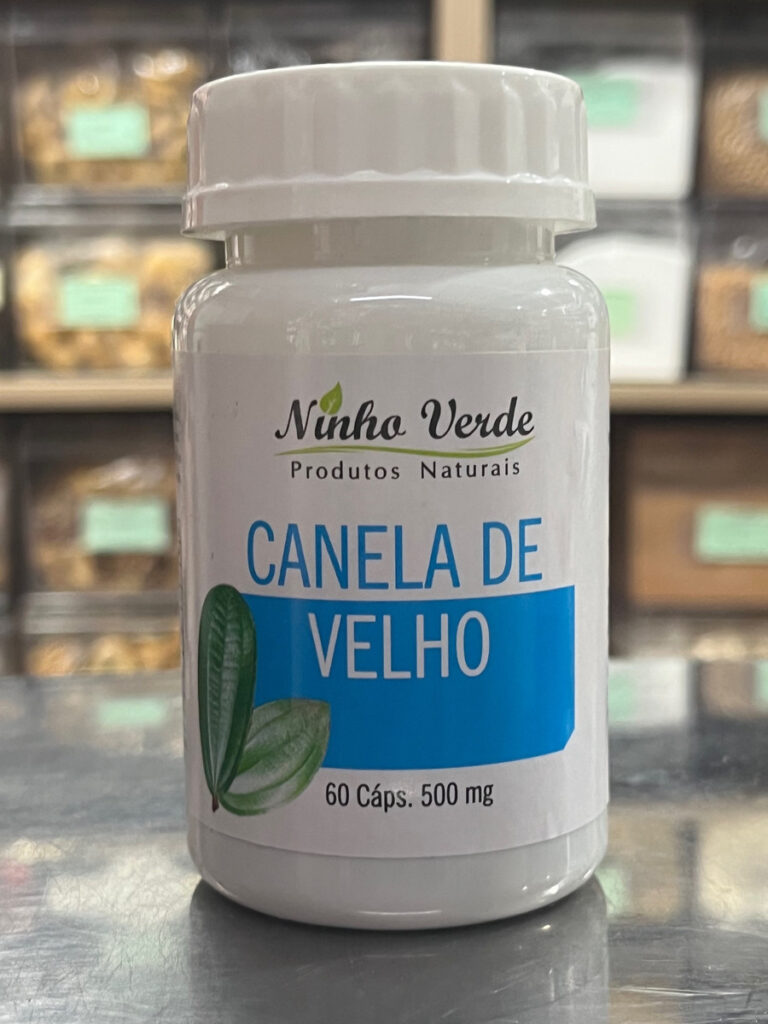 Ninho Verde
Produtos Naturais
CANELA DE
VELHO
60 Cáps. 500 mg